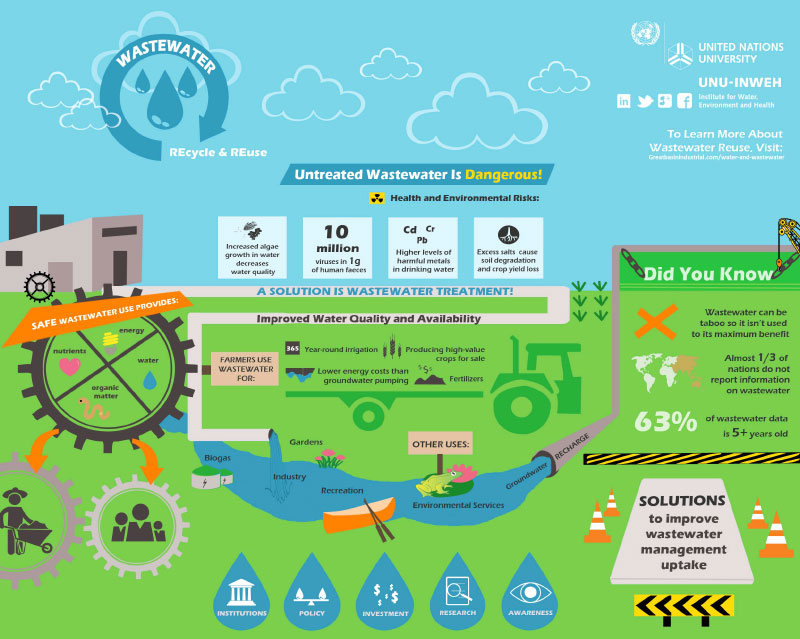 WASTEWATER
REcycle & REuse
UNITED NATIONS
UNIVERSITY
UNU-INWEH
Institute for Water,
Environment and Health
To Learn More About
Wastewater Reuse, Visit:
Greatbasinindustrial.com/water-and-wastewater
Untreated Wastewater Is Dangerous!
Health and Environmental Risks:
Increased algae
growth in water
decreases
water quality
10
million
viruses in 1g
of human faeces
Cd Cr
Pb
Higher levels of
harmful metals
in drinking water
Excess salts cause
soil degradation
and crop yield loss
A SOLUTION IS WASTEWATER TREATMENT!
Improved Water Quality and Availability
SAFE WASTEWATER USE PROVIDES:
energy
nutrients
water
organic
matter
FARMERS USE
WASTEWATER
FOR:
365 Year-round irrigation
Producing high-value
crops for sale
Lower energy costs than
groundwater pumping
$ $ $
Fertilizers
Did You Know
Wastewater can be
taboo so it isn't used
to its maximum benefit
Almost 1/3 of
nations do not
report information
on wastewater
63% of wastewater data
is 5+ years old
OTHER USES:
Biogas
Industry
Gardens
Recreation
Environmental Services
Groundwater
RECHARGE
SOLUTIONS
to improve
wastewater
management
uptake
INSTITUTIONS
POLICY
INVESTMENT
RESEARCH
AWARENESS